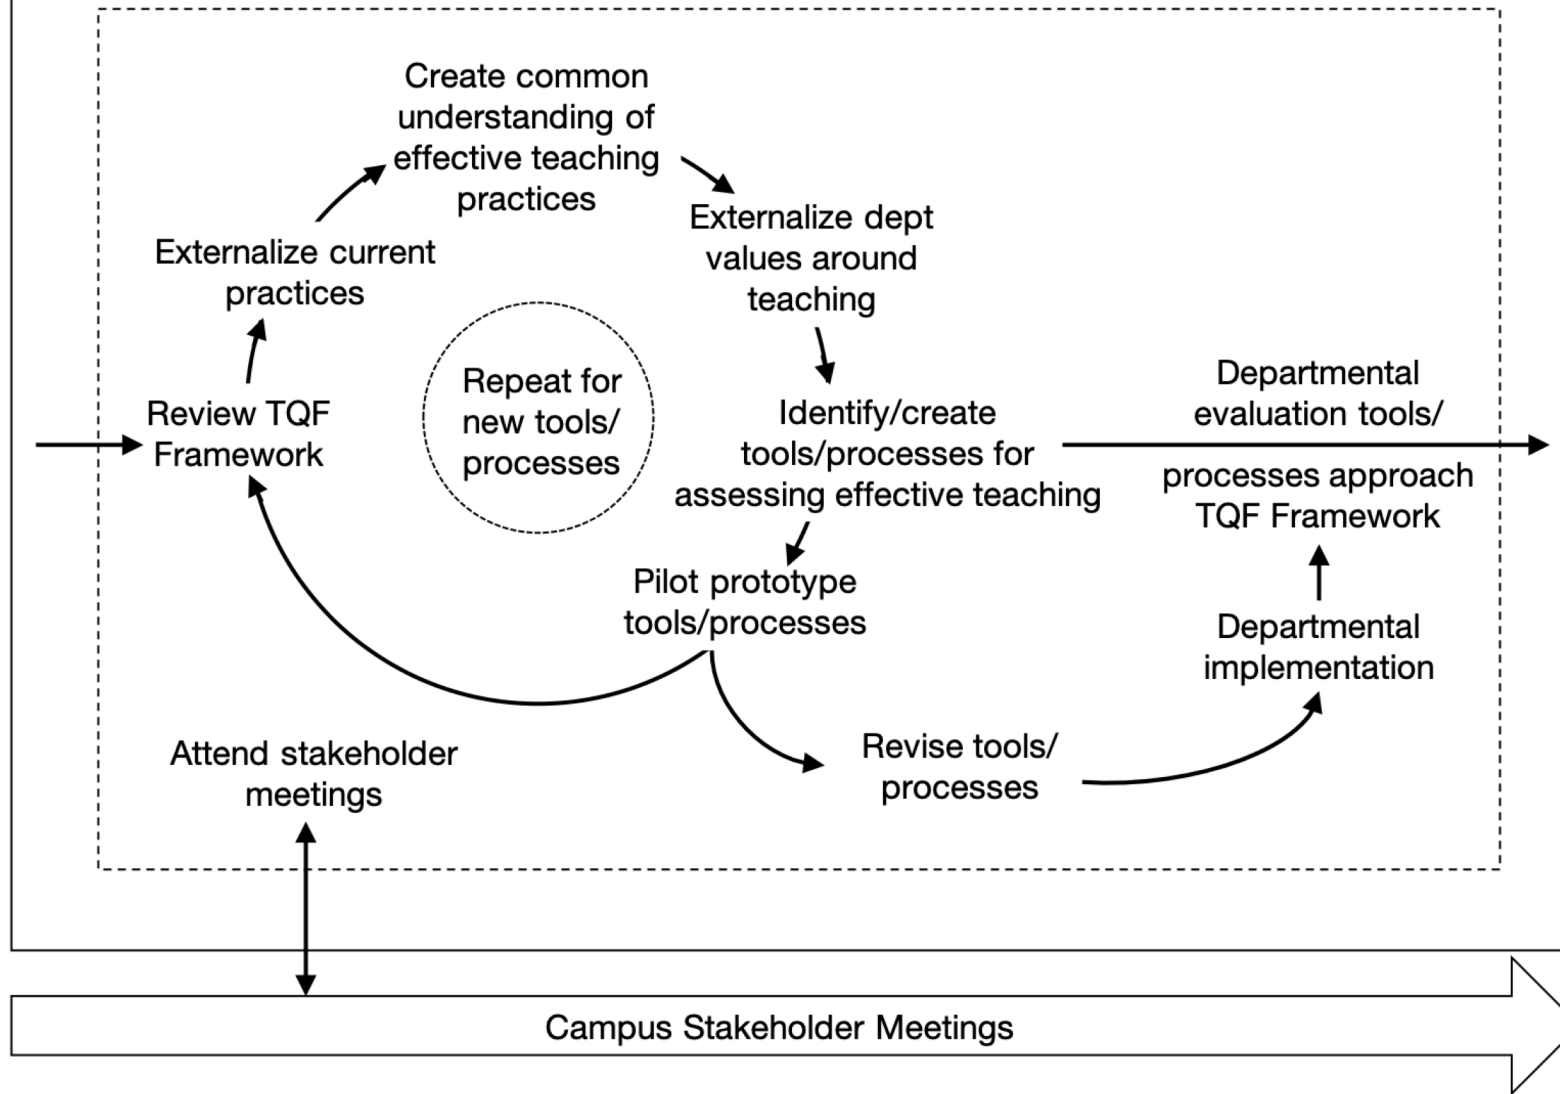 Create common
understanding of
effective teaching
practices
Externalize dept
values around
teaching
Externalize current
practices
Repeat for
new tools/
processes
Review TQF
Framework
Identify/create
tools/processes for
assessing effective teaching
Departmental
evaluation tools/
processes approach
TQF Framework
Pilot prototype
tools/processes
Departmental
implementation
Revise tools/
processes
Attend stakeholder
meetings
Campus Stakeholder Meetings